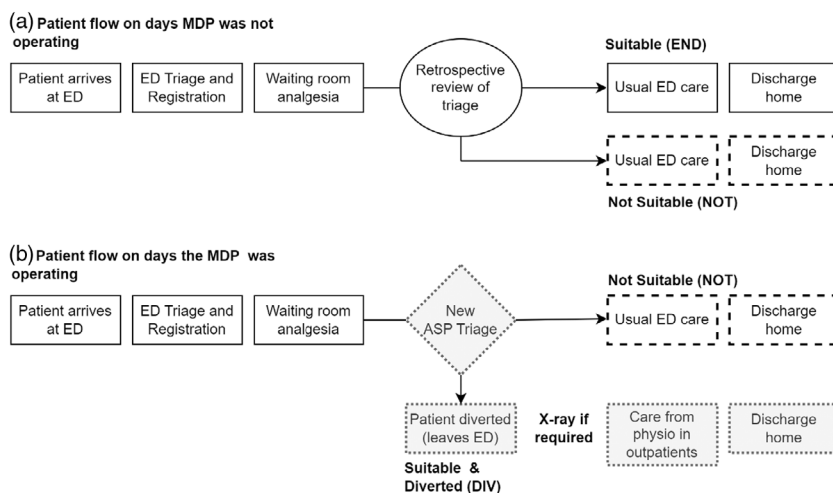 (a) Patient flow on days MDP was not
operating
Patient arrives
at ED
ED Triage and
Registration
Waiting room
analgesia
Retrospective
review of
triage
Suitable (END)
Usual ED care
Discharge
home
Usual ED care
Discharge
home
Not Suitable (NOT)
(b) Patient flow on days the MDP was
operating
Patient arrives
at ED
ED Triage and
Registration
Waiting room
analgesia
New
ASP Triage
Not Suitable (NOT)
Usual ED care
Discharge
home
Patient diverted
(leaves ED)
Suitable &
Diverted (DIV)
X-ray if
required
Care from
physio in
outpatients
Discharge
home